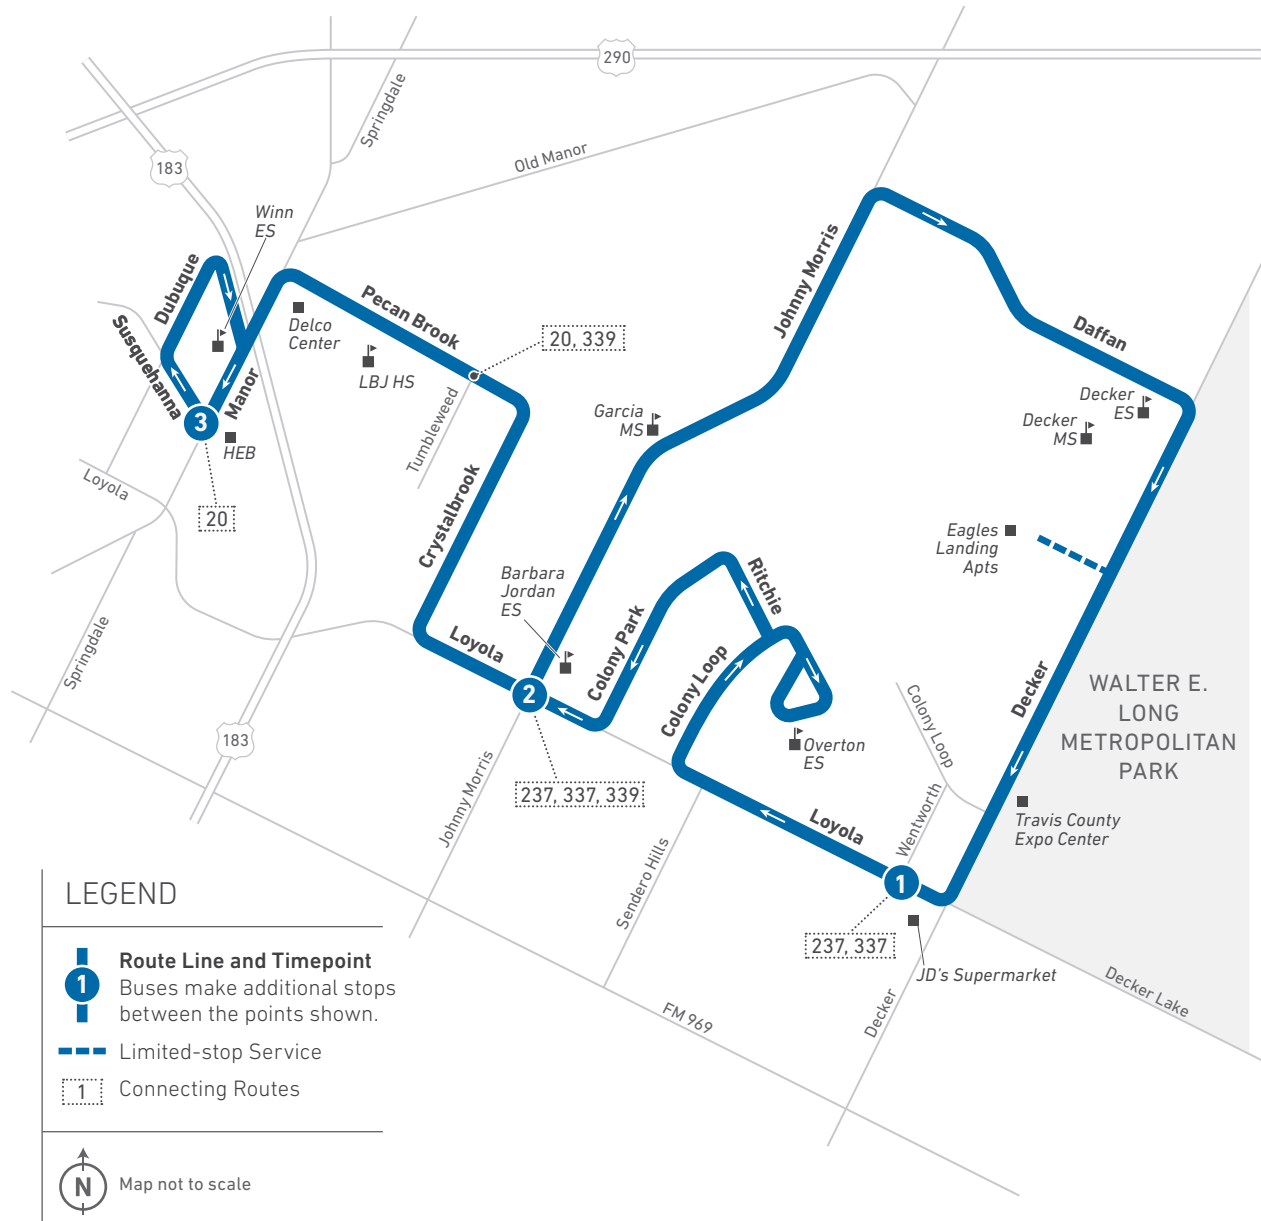 290
Springdale
Old Manor
183
Winn
ES
Dubuque
Susquehanna
Manor
Pecan Brook
Delco
Center
LBJ HS
20, 339
Tumbleweed
3
HEB
Loyola
20
Crystalbrook
Johnny Morris
Garcia
MS
Daffan
Decker
ES
Decker
MS
Eagles
Landing
Apts
Barbara
Jordan
ES
Loyola
2
Colony Park
Ritchie
Colony Loop
Overton
ES
Colony Loop
Decker
WALTER E.
LONG
METROPOLITAN
PARK
Springdale
183
237, 337, 339
Johnny Morris
Sendero Hills
Loyola
Wentworth
Travis County
Expo Center
1
237, 337
JD's Supermarket
Decker Lake
Decker
FM 969
LEGEND
Route Line and Timepoint
1
Buses make additional stops
between the points shown.
Limited-stop Service
1
Connecting Routes
N
Map not to scale